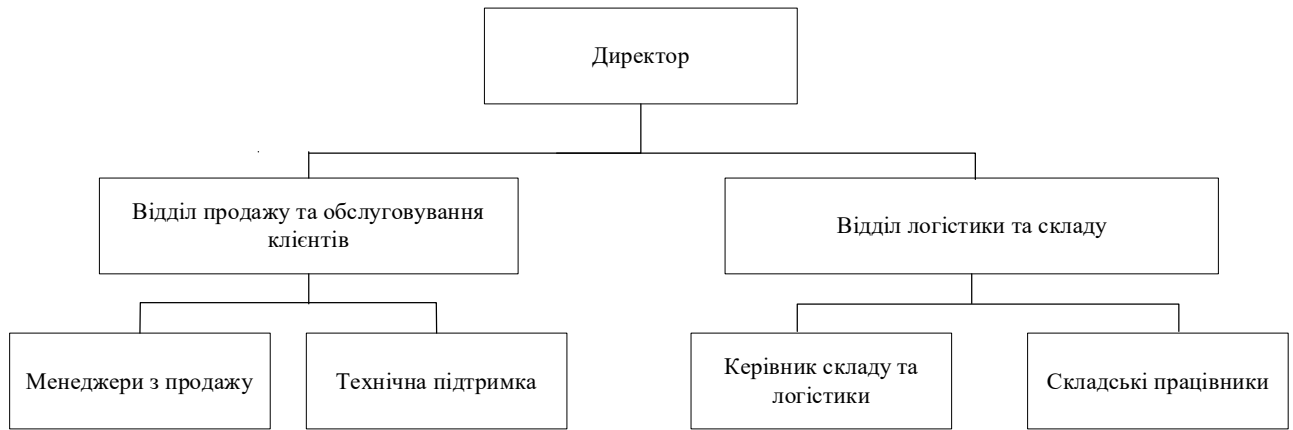 Директор
Відділ продажу та обслуговування
клієнтів
Відділ логістики та складу
Менеджери з продажу
Технічна підтримка
Керівник складу та
логістики
Складські працівники